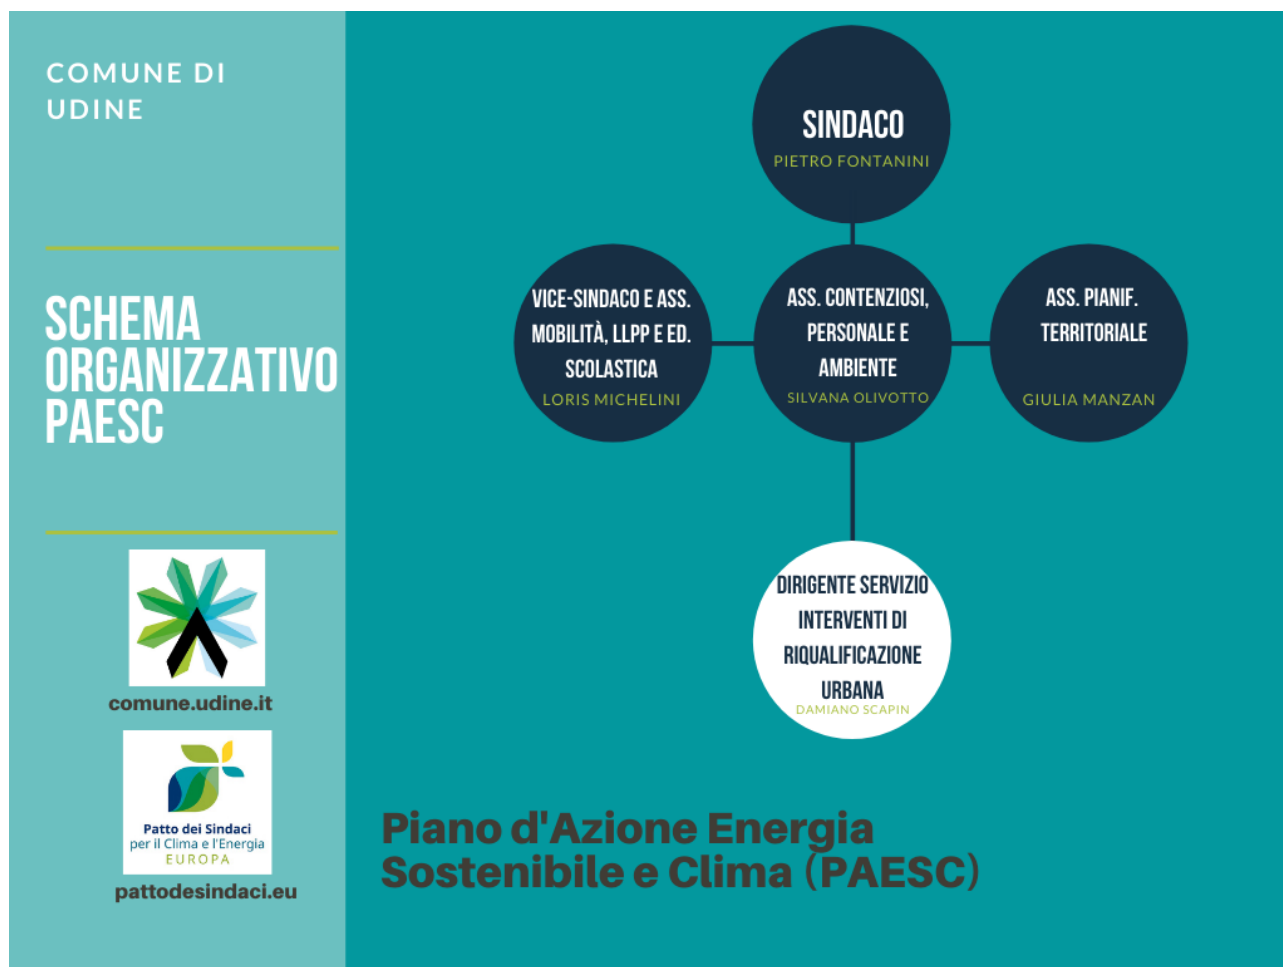 COMUNE DI
UDINE
SCHEMA
ORGANIZZATIVO
PAESC
comune.udine.it
Patto dei Sindaci
per il Clima e l'Energia
EUROPA
pattodesindaci.eu
SINDACO
PIETRO FONTANINI
VICE-SINDACO E ASS.
MOBILITÀ, LLPP E ED.
SCOLASTICA
LORIS MICHELINI
ASS. CONTENZIOSI,
PERSONALE E
AMBIENTE
SILVANA OLIVOTTO
ASS. PIANIF.
TERRITORIALE
GIULIA MANZAN
DIRIGENTE SERVIZIO
INTERVENTI DI
RIQUALIFICAZIONE
URBANA
DAMIANO SCAPIN
Piano d'Azione Energia
Sostenibile e Clima (PAESC)